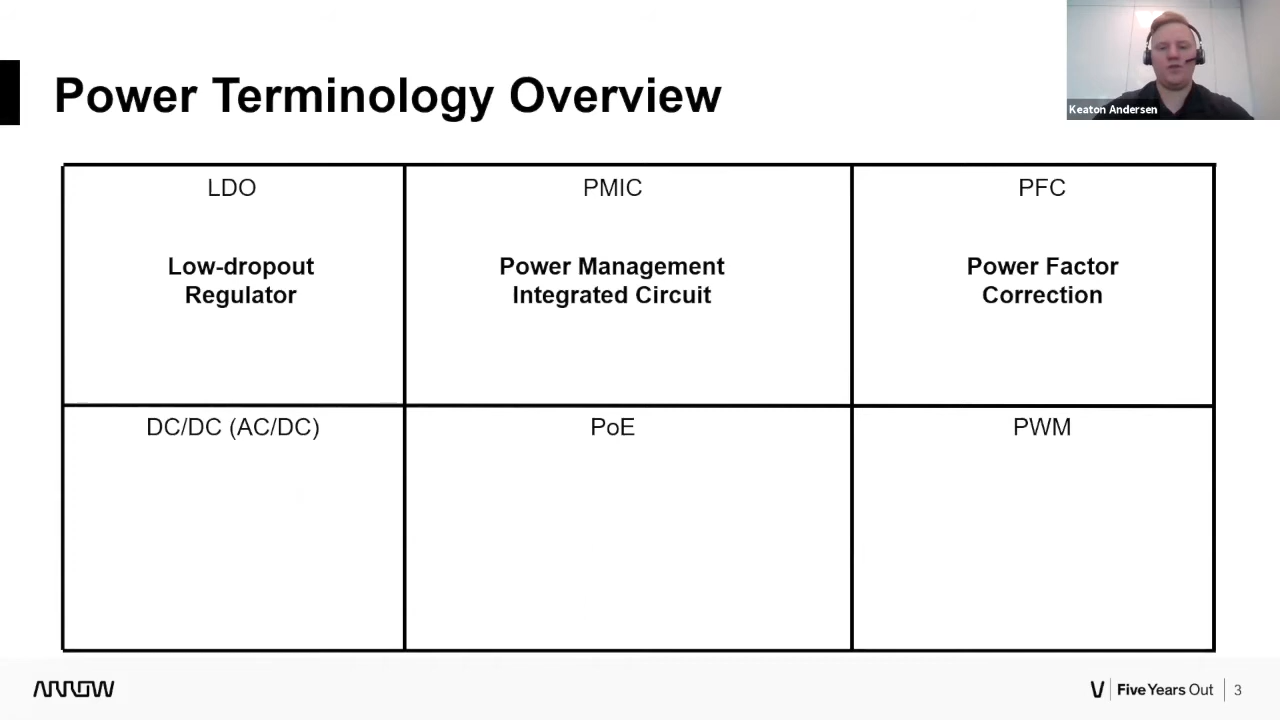 Power Terminology Overview
Keaton Andersen
LDO
Low-dropout
Regulator
PMIC
Power Management
Integrated Circuit
PFC
Power Factor
Correction
DC/DC (AC/DC)
PoE
PWM
ARROW
Five Years Out
3